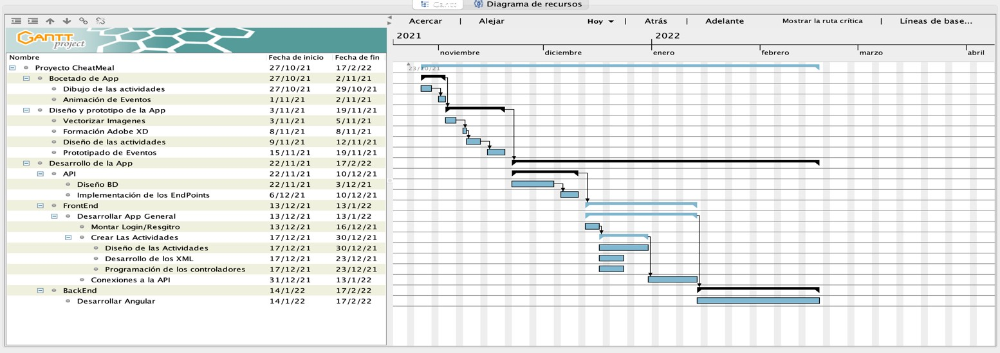 Gantt Diagrama de recursos
Acercar | Alejar Hoy | Atrás | Adelante Mostrar la ruta crítica | Líneas de base...
GANTT project
2021 2022
noviembre diciembre enero febrero marzo abril
Nombre Fecha de inicio Fecha de fin
Proyecto CheatMeal 27/10/21 17/2/22 23/10/21
Bocetado de App 27/10/21 2/11/21
Dibujo de las actividades 27/10/21 29/10/21
Animación de Eventos 1/11/21 2/11/21
Diseño y prototipo de la App 3/11/21 19/11/21
Vectorizar Imagenes 3/11/21 5/11/21
Formación Adobe XD 8/11/21 8/11/21
Diseño de las actividades 9/11/21 12/11/21
Prototipado de Eventos 15/11/21 19/11/21
Desarrollo de la App 22/11/21 17/2/22
API 22/11/21 10/12/21
Diseño BD 22/11/21 3/12/21
Implementación de los EndPoints 6/12/21 10/12/21
FrontEnd 13/12/21 13/1/22
Desarrollar App General 13/12/21 13/1/22
Montar Login/Resgitro 13/12/21 16/12/21
Crear Las Actividades 17/12/21 30/12/21
Diseño de las Actividades 17/12/21 30/12/21
Desarrollo de los XML 17/12/21 23/12/21
Programación de los controladores 17/12/21 23/12/21
Conexiones a la API 31/12/21 13/1/22
BackEnd 14/1/22 17/2/22
Desarrollar Angular 14/1/22 17/2/22